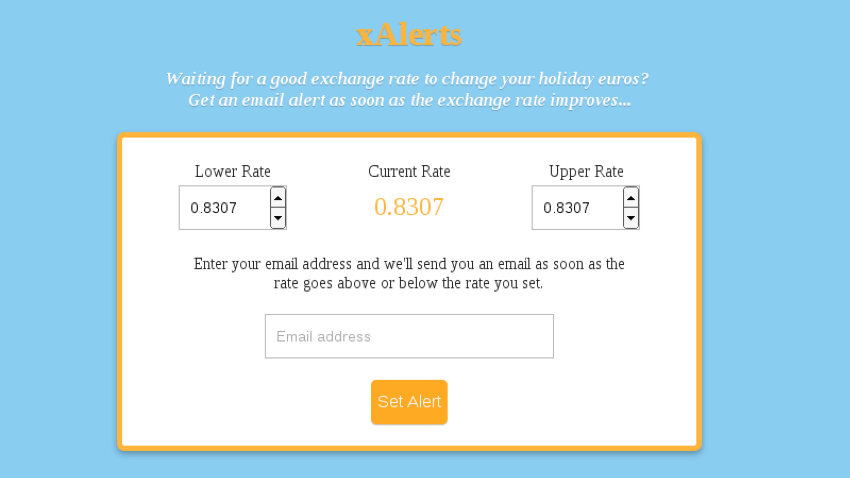 xAlerts
Waiting for a good exchange rate to change your holiday euros?
Get an email alert as soon as the exchange rate improves...
Lower Rate
Current Rate
Upper Rate
0.8307
0.8307
0.8307
Enter your email address and we'll send you an email as soon as the
rate goes above or below the rate you set.
Email address
Set Alert